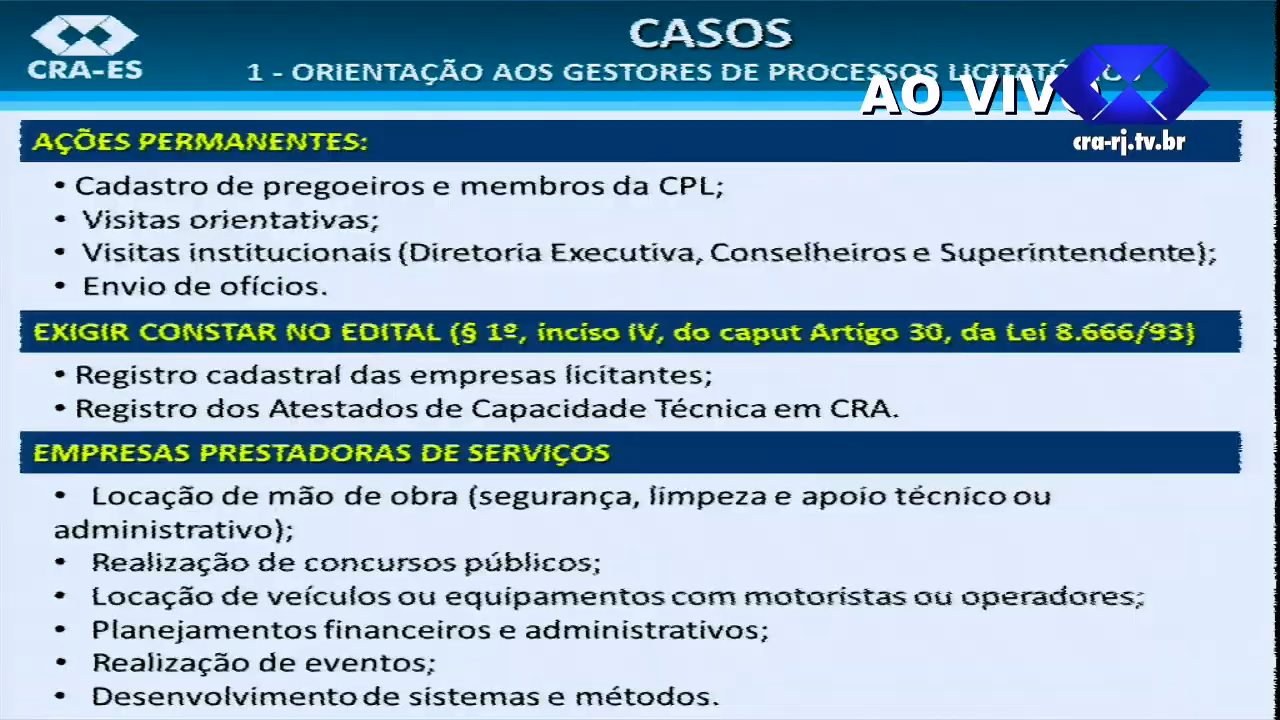 CRA-ES
CASOS
1 - ORIENTAÇÃO AOS GESTORES DE PROCESSOS
AO VIVO
cra-rj.tv.br
AÇÕES PERMANENTES:
• Cadastro de pregoeiros e membros da CPL;
• Visitas orientativas;
• Visitas institucionais (Diretoria Executiva, Conselheiros e Superintendente);
• Envio de ofícios.
EXIGIR CONSTAR NO EDITAL (§ 1º, inciso IV, do caput Artigo 30, da Lei 8.666/93)
• Registro cadastral das empresas licitantes;
• Registro dos Atestados de Capacidade Técnica em CRA.
EMPRESAS PRESTADORAS DE SERVIÇOS
• Locação de mão de obra (segurança, limpeza e apoio técnico ou
administrativo);
• Realização de concursos públicos;
• Locação de veículos ou equipamentos com motoristas ou operadores;
• Planejamentos financeiros e administrativos;
• Realização de eventos;
• Desenvolvimento de sistemas e métodos.